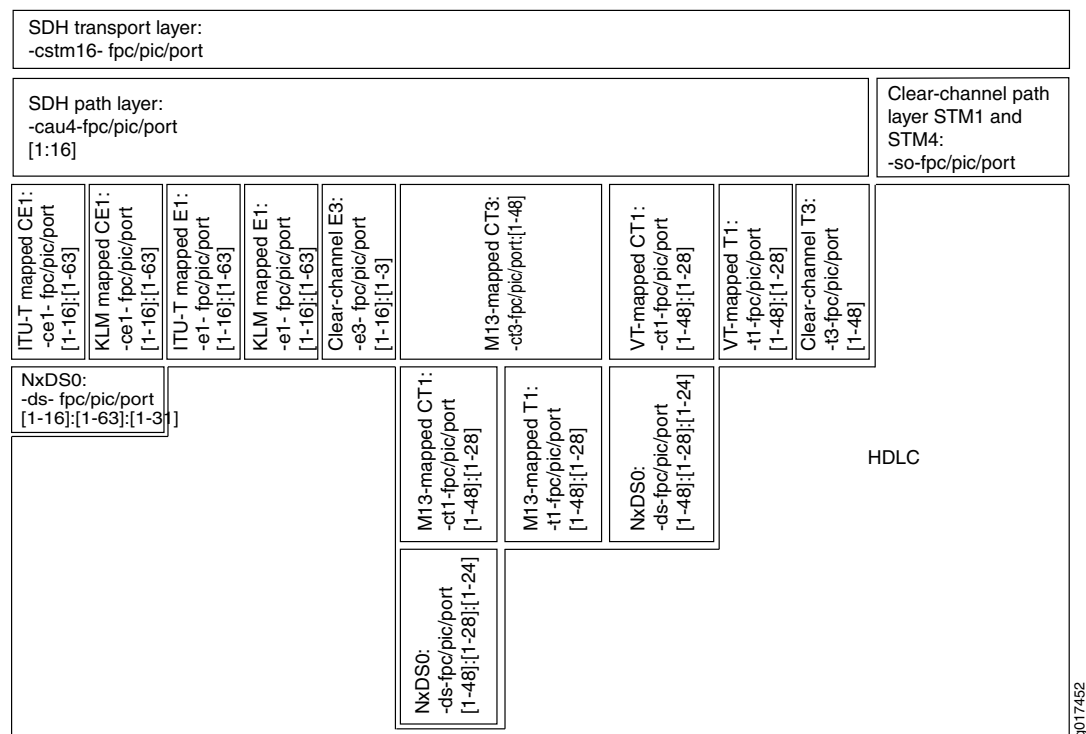 SDH transport layer:
-cstm16- fpc/pic/port
SDH path layer:
-cau4-fpc/pic/port
[1:16]
Clear-channel path
layer STM1 and
STM4:
-so-fpc/pic/port
ITU-T mapped CE1:
-ce1- fpc/pic/port
[1-16]:[1-63]
KLM mapped CE1:
-ce1- fpc/pic/port
[1-16]:[1-63]
ITU-T mapped E1:
-e1- fpc/pic/port
[1-16]:[1-63]
KLM mapped E1:
-e1- fpc/pic/port
[1-16]:[1-63]
Clear-channel E3:
-e3- fpc/pic/port
[1-16]:[1-3]
M13-mapped CT3:
-ct3-fpc/pic/port:[1-48]
VT-mapped CT1:
-ct1-fpc/pic/port
[1-48]:[1-28]
VT-mapped T1:
-t1-fpc/pic/port
[1-48]:[1-28]
Clear-channel T3:
-t3-fpc/pic/port
[1-48]
NxDS0:
-ds- fpc/pic/port
[1-16]:[1-63]:[1-31]
M13-mapped CT1:
-ct1-fpc/pic/port
[1-48]:[1-28]
M13-mapped T1:
-t1-fpc/pic/port
[1-48]:[1-28]
NxDS0:
-ds-fpc/pic/port
[1-48]:[1-28]:[1-24]
HDLC
NxDS0:
-ds-fpc/pic/port
[1-48]:[1-28]:[1-24]
g017452